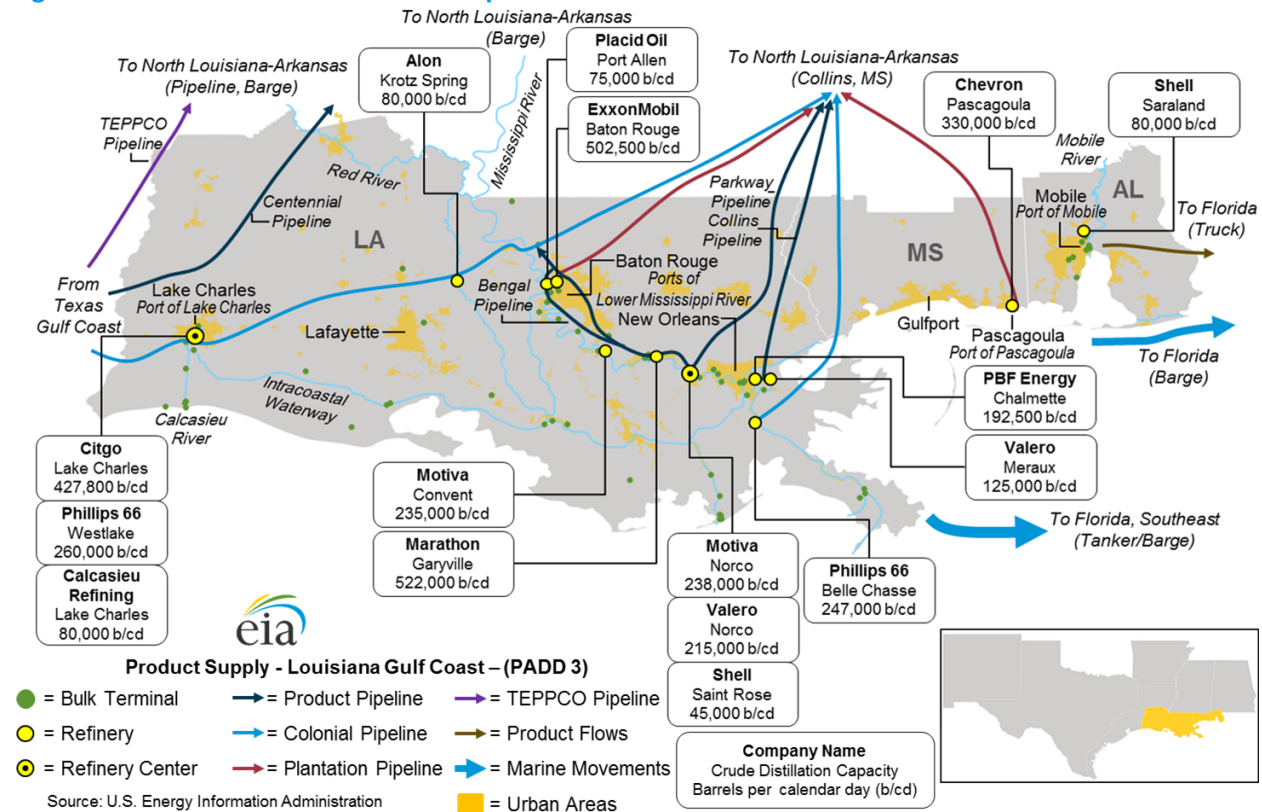 To North Louisiana-Arkansas
(Barge)
To North Louisiana-Arkansas
(Pipeline, Barge)
Alon
Krotz Spring
80,000 b/cd
Placid Oil
Port Allen
75,000 b/cd
ExxonMobil
Baton Rouge
502,500 b/cd
To North Louisiana-Arkansas
(Collins, MS)
Chevron
Pascagoula
330,000 b/cd
Shell
Saraland
80,000 b/cd
TEPPCO
Pipeline
Mississippi River
Red River
Centennial
Pipeline
LA
Parkway
Pipeline
Collins
Pipeline
MS
Mobile
River
AL
Mobile
Port of Mobile
To Florida
(Truck)
From
Texas
Gulf Coast
Lake Charles
Port of Lake Charles
Lafayette
Bengal
Pipeline
Baton Rouge
Ports of
Lower Mississippi River
New Orleans
Gulfport
Pascagoula
Port of Pascagoula
To Florida
(Barge)
Intracoastal
Waterway
Calcasieu
River
PBF Energy
Chalmette
192,500 b/cd
Valero
Meraux
125,000 b/cd
Citgo
Lake Charles
427,800 b/cd
Phillips 66
Westlake
260,000 b/cd
Calcasieu
Refining
Lake Charles
80,000 b/cd
Motiva
Convent
235,000 b/cd
Marathon
Garyville
522,000 b/cd
Motiva
Norco
238,000 b/cd
Valero
Norco
215,000 b/cd
Shell
Saint Rose
45,000 b/cd
Phillips 66
Belle Chasse
247,000 b/cd
To Florida, Southeast
(Tanker/Barge)
eia
Product Supply - Louisiana Gulf Coast – (PADD 3)
= Bulk Terminal
= Product Pipeline
= TEPPCO Pipeline
= Refinery
= Colonial Pipeline
= Product Flows
= Refinery Center
= Plantation Pipeline
= Marine Movements
Source: U.S. Energy Information Administration
= Urban Areas
Company Name
Crude Distillation Capacity
Barrels per calendar day (b/cd)